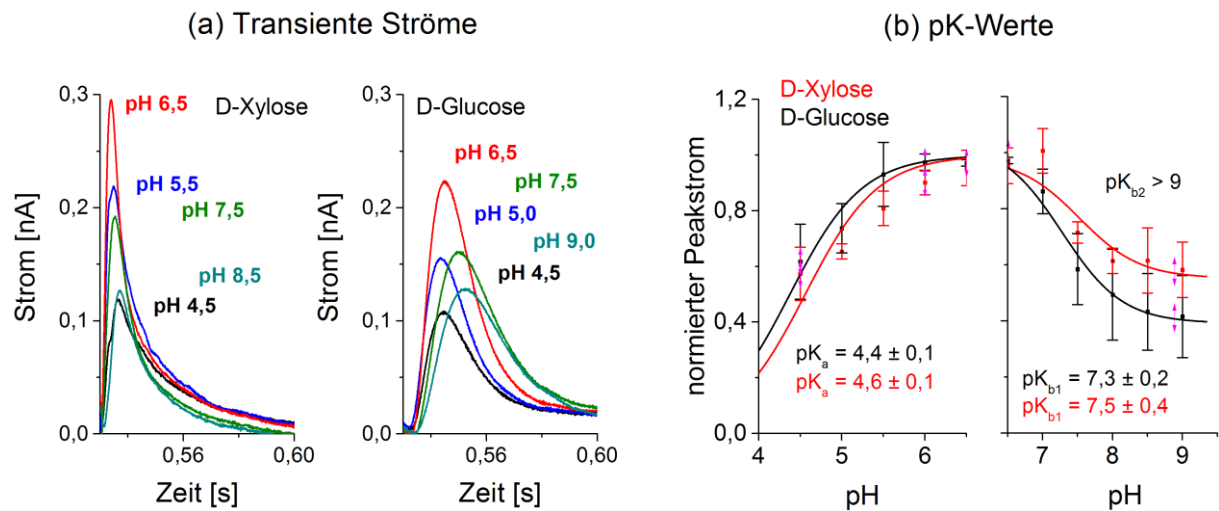 (a) Transiente Ströme
(b) pK-Werte
0,3
0,2
0,1
0,0
Strom [nA]
pH 6,5
D-Xylose
pH 5,5
pH 7,5
pH 8,5
pH 4,5
0,56
0,60
Zeit [s]
0,3
0,2
0,1
0,0
Strom [nA]
D-Glucose
pH 6,5
pH 7,5
pH 5,0
pH 9,0
pH 4,5
0,56
0,60
Zeit [s]
1,2
0,8
0,4
0,0
normierter Peakstrom
D-Xylose
D-Glucose
pKa = 4,4 ± 0,1
pKa = 4,6 ± 0,1
4
5
6
pH
pKb2 > 9
pKb1 = 7,3 ± 0,2
pKb1 = 7,5 ± 0,4
7
8
9
pH